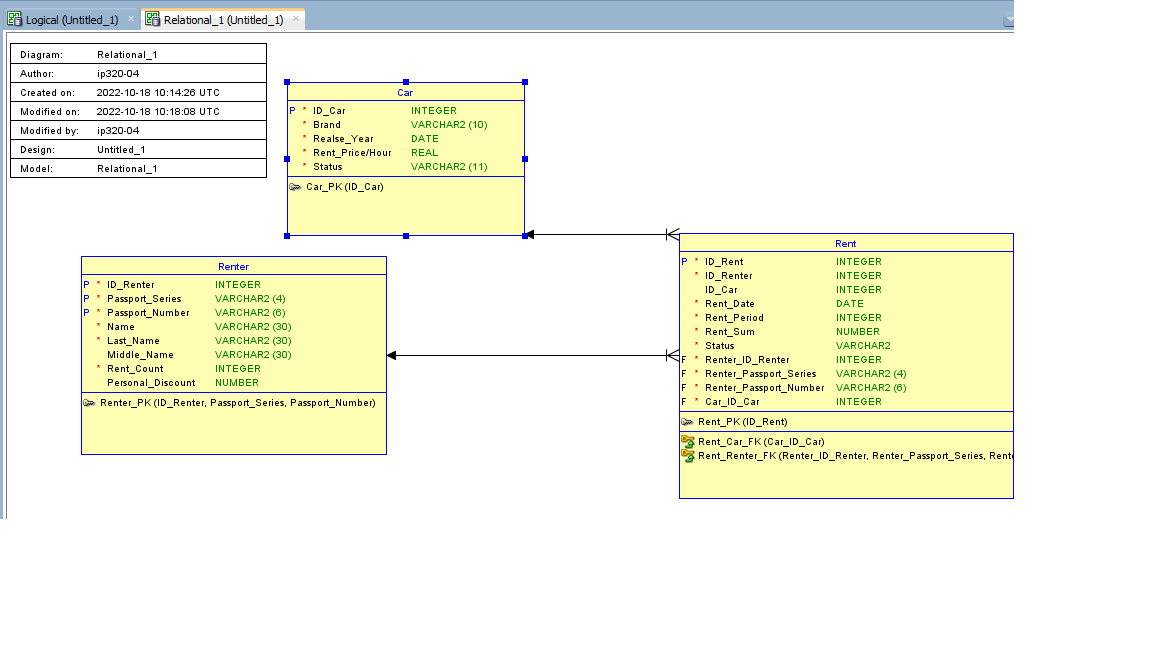 Logical (Untitled_1) × Relational_1 (Untitled_1) ×
Diagram: Relational_1
Author: ip320-04
Created on: 2022-10-18 10:14:26 UTC
Modified on: 2022-10-18 10:18:08 UTC
Modified by: ip320-04
Design: Untitled_1
Model: Relational_1
Car
P * ID_Car INTEGER
* Brand VARCHAR2 (10)
* Realse_Year DATE
* Rent_Price/Hour REAL
* Status VARCHAR2 (11)
Car_PK (ID_Car)
Renter
P * ID_Renter INTEGER
P * Passport_Series VARCHAR2 (4)
P * Passport_Number VARCHAR2 (6)
* Name VARCHAR2 (30)
* Last_Name VARCHAR2 (30)
Middle_Name VARCHAR2 (30)
* Rent_Count INTEGER
Personal_Discount NUMBER
Renter_PK (ID_Renter, Passport_Series, Passport_Number)
Rent
P * ID_Rent INTEGER
* ID_Renter INTEGER
ID_Car INTEGER
* Rent_Date DATE
* Rent_Period INTEGER
* Rent_Sum NUMBER
* Status VARCHAR2
F * Renter_ID_Renter INTEGER
F * Renter_Passport_Series VARCHAR2 (4)
F * Renter_Passport_Number VARCHAR2 (6)
F * Car_ID_Car INTEGER
Rent_PK (ID_Rent)
Rent_Car_FK (Car_ID_Car)
Rent_Renter_FK (Renter_ID_Renter, Renter_Passport_Series,